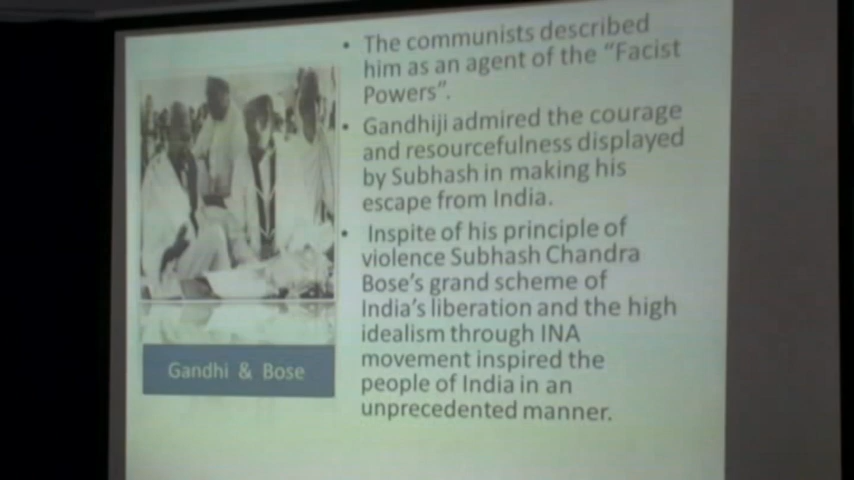 • The communists described
him as an agent of the “Facist
Powers”.
• Gandhiji admired the courage
and resourcefulness displayed
by Subhash in making his
escape from India.
• Inspite of his principle of
violence Subhash Chandra
Bose’s grand scheme of
India’s liberation and the high
idealism through INA
movement inspired the
people of India in an
unprecedented manner.
Gandhi & Bose